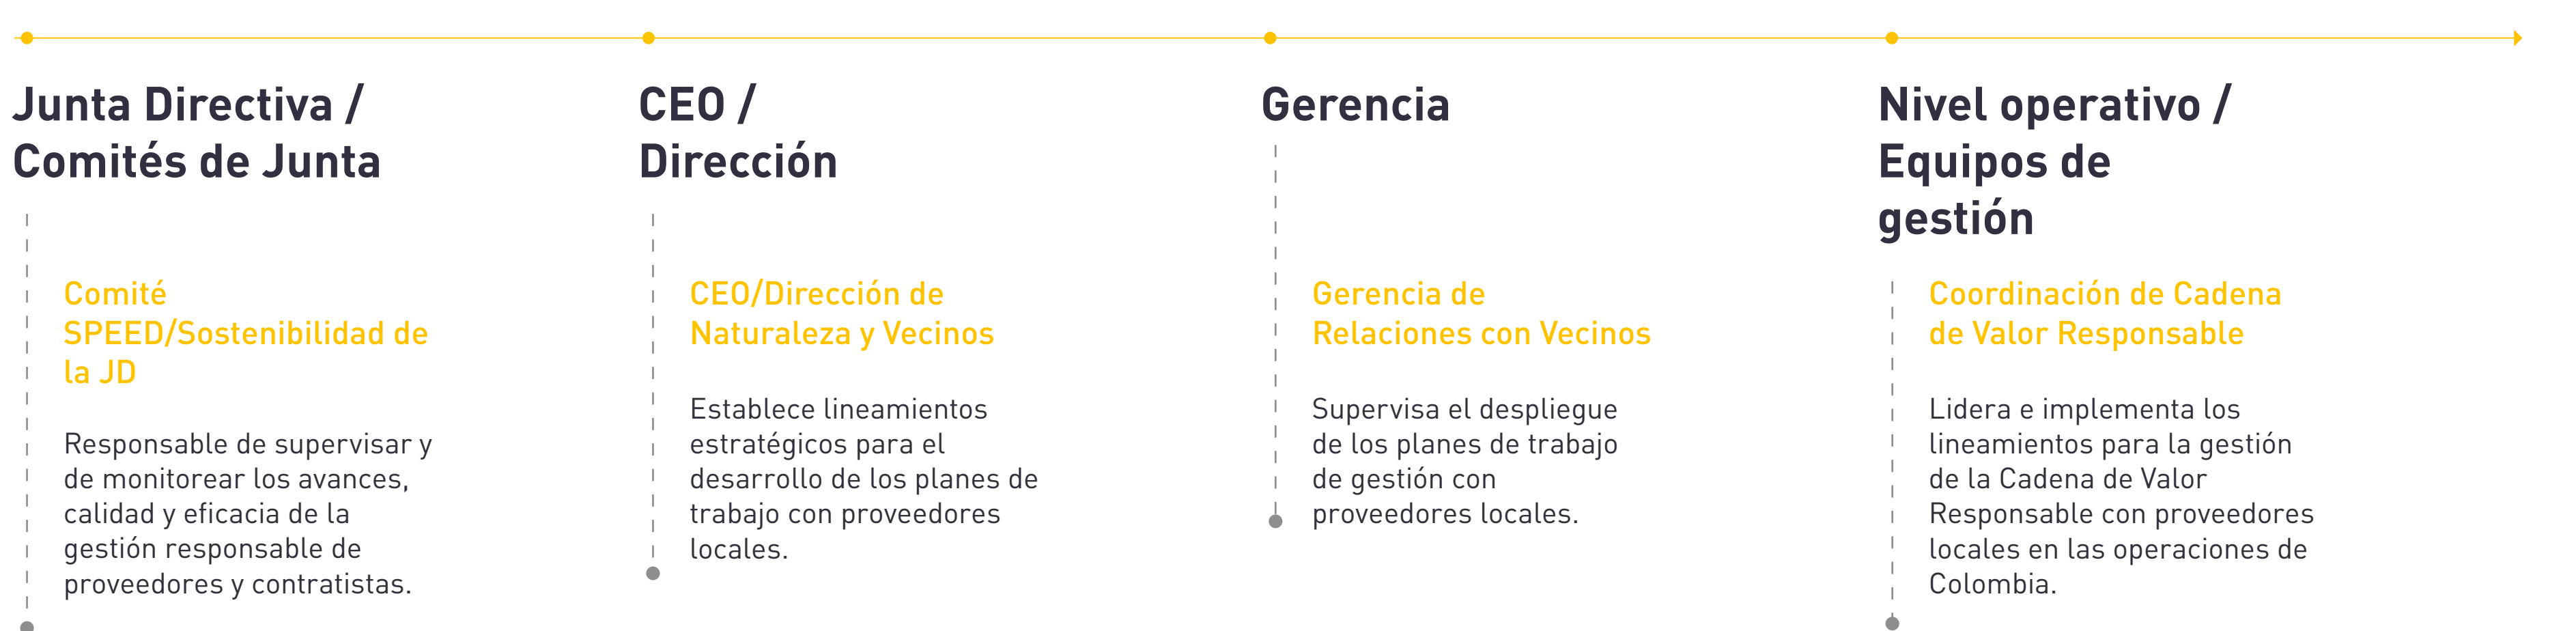 Junta Directiva /
Comités de Junta
Comité
SPEED/Sostenibilidad de
la JD
Responsable de supervisar y
de monitorear los avances,
calidad y eficacia de la
gestión responsable de
proveedores y contratistas.
CEO /
Dirección
CEO/Dirección de
Naturaleza y Vecinos
Establece lineamientos
estratégicos para el
desarrollo de los planes de
trabajo con proveedores
locales.
Gerencia
Gerencia de
Relaciones con Vecinos
Supervisa el despliegue
de los planes de trabajo
de gestión con
proveedores locales.
Nivel operativo /
Equipos de
gestión
Coordinación de Cadena
de Valor Responsable
Lidera e implementa los
lineamientos para la gestión
de la Cadena de Valor
Responsable con proveedores
locales en las operaciones de
Colombia.